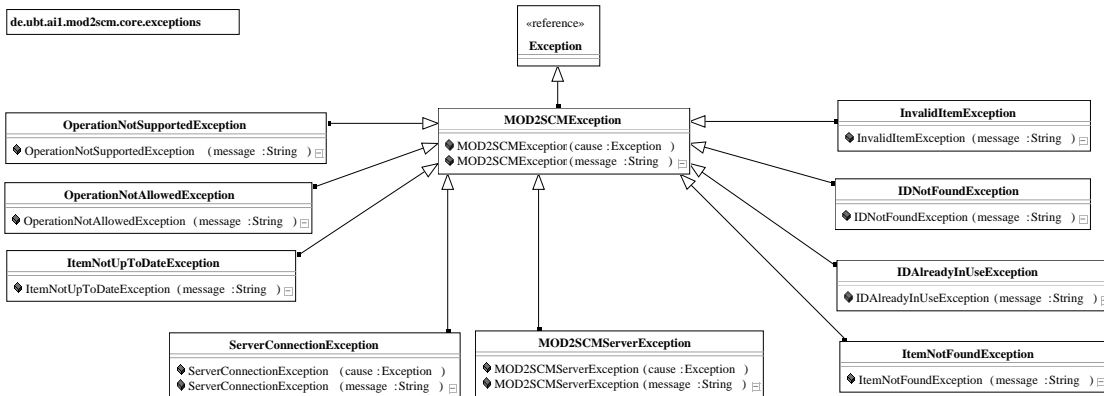 de.ubt.ai1.mod2scm.core.exceptions
«reference»
Exception
MOD2SCMException
MOD2SCMException (cause :Exception )
MOD2SCMException (message :String )
OperationNotSupportedException
OperationNotSupportedException (message :String )
OperationNotAllowedException
OperationNotAllowedException (message :String )
ItemNotUpToDateException
ItemNotUpToDateException (message :String )
ServerConnectionException
ServerConnectionException (cause :Exception )
ServerConnectionException (message :String )
MOD2SCMServerException
MOD2SCMServerException (cause :Exception )
MOD2SCMServerException (message :String )
InvalidItemException
InvalidItemException (message :String )
IDNotFoundException
IDNotFoundException (message :String )
IDAlreadyInUseException
IDAlreadyInUseException (message :String )
ItemNotFoundException
ItemNotFoundException (message :String )